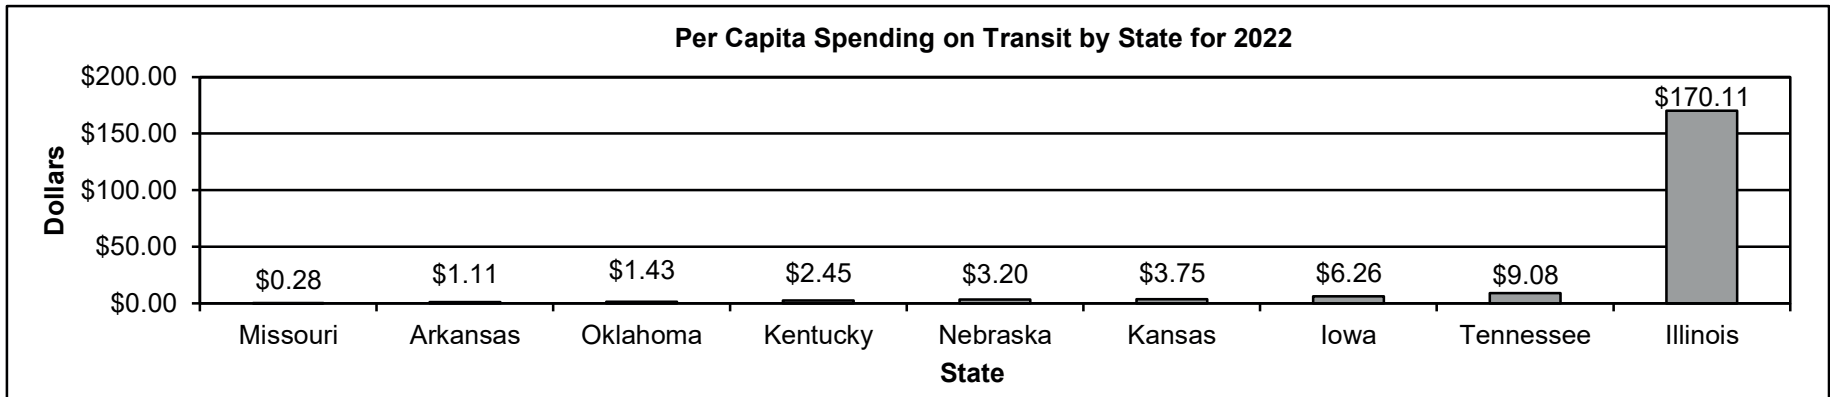 Per Capita Spending on Transit by State for 2022
$200.00
$150.00
$100.00
$50.00
$0.00
Dollars
$0.28 $1.11 $1.43 $2.45 $3.20 $3.75 $6.26 $9.08 $170.11
Missouri Arkansas Oklahoma Kentucky Nebraska Kansas Iowa Tennessee Illinois
State